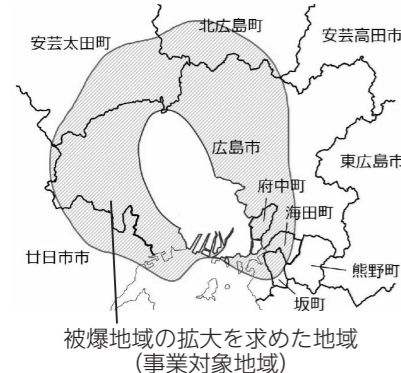 北広島町
安芸太田町
安芸高田市
広島市
東広島市
府中町
海田町
廿日市市
熊野町
坂町
被爆地域の拡大を求めた地域
(事業対象地域)